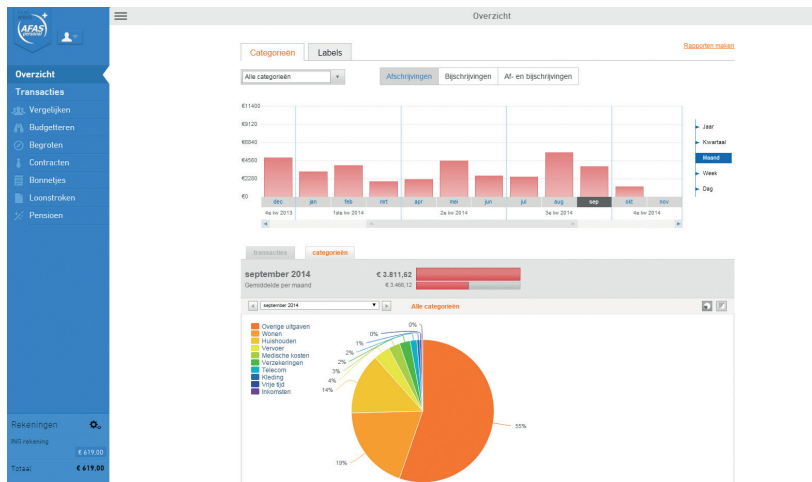 AFAS
personal
Overzicht
Transacties
Vergelijken
Budgetteren
Begroten
Contracten
Bonnetjes
Loonstroken
Pensioen
Rekeningen
ING rekening
€ 619,00
Totaal € 619,00
Overzicht
Categorieën Labels
Rapporten maken
Alle categorieën Afschrijvingen Bijschrijvingen Af- en bijschrijvingen
€11400
€9120
€6840
€4560
€2280
€0
dec jan feb mrt apr mei jun jul aug sep okt nov
4e kw 2013 1ste kw 2014 2e kw 2014 3e kw 2014 4e kw 2014
Jaar
Kwartaal
Maand
Week
Dag
transacties categorieën
september 2014 € 3.811,62
Gemiddelde per maand € 3.466,12
september 2014 Alle categorieën
Overige uitgaven
Wonen
Huishouden
Vervoer
Medische kosten
Verzekeringen
Telecom
Kleding
Vrije tijd
Inkomsten
0%
0%
1%
2%
2%
3%
4%
14%
19%
55%